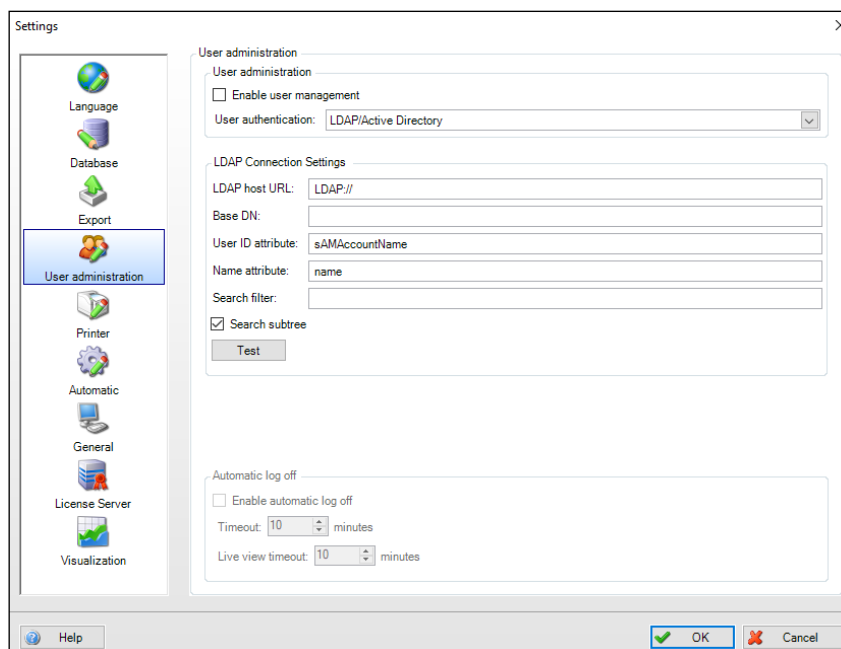 Settings
Language
Database
Export
User administration
Printer
Automatic
General
License Server
Visualization
User administration
User administration
Enable user management
User authentication: LDAP/Active Directory
LDAP Connection Settings
LDAP host URL: LDAP://
Base DN:
User ID attribute: sAMAccountName
Name attribute: name
Search filter:
Search subtree
Test
Automatic log off
Enable automatic log off
Timeout: 10 minutes
Live view timeout: 10 minutes
Help
OK
Cancel